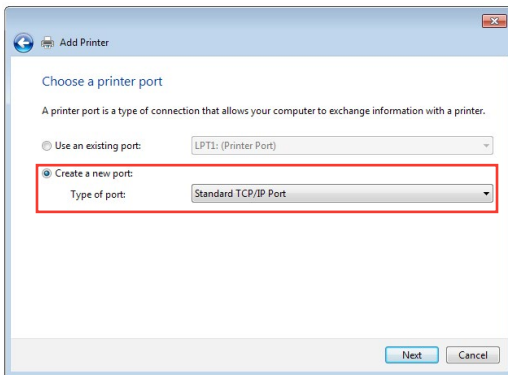 Add Printer
Choose a printer port
A printer port is a type of connection that allows your computer to exchange information with a printer.
Use an existing port: LPT1: (Printer Port)
Create a new port:
Type of port: Standard TCP/IP Port
Next Cancel